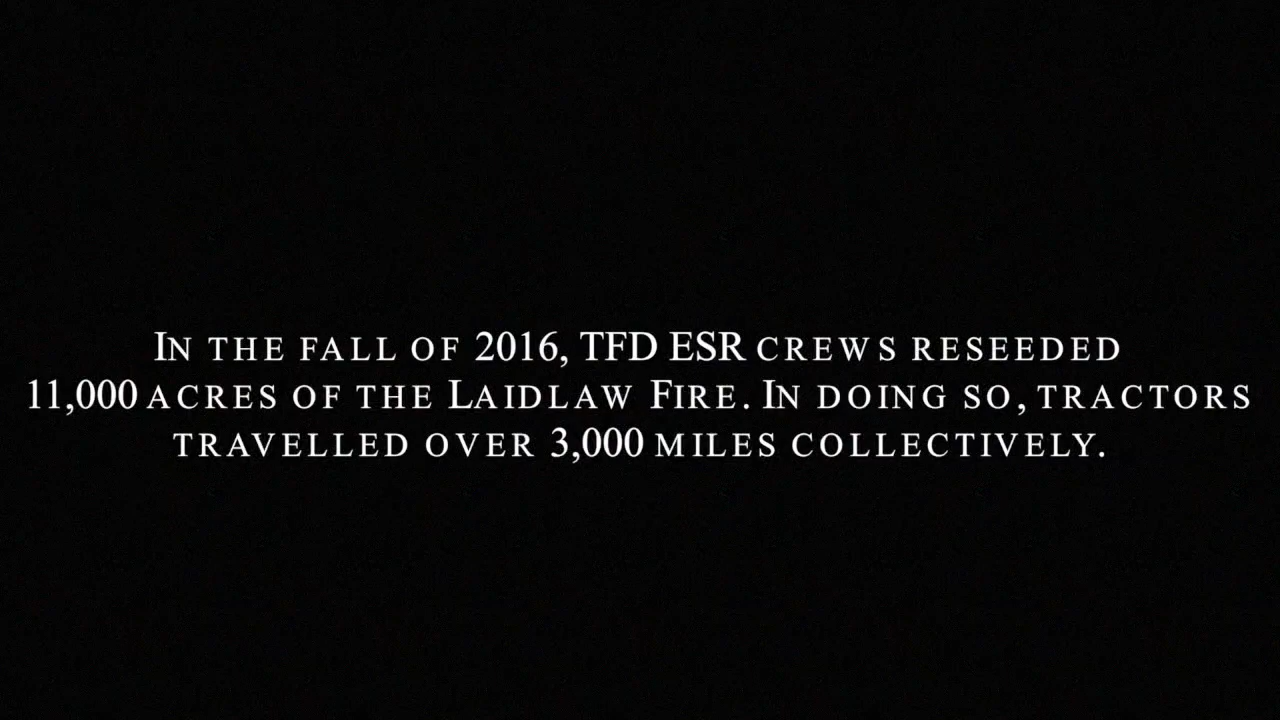 In the fall of 2016, TFD ESR crews reseeded
11,000 acres of the Laidlaw Fire. In doing so, tractors
travelled over 3,000 miles collectively.